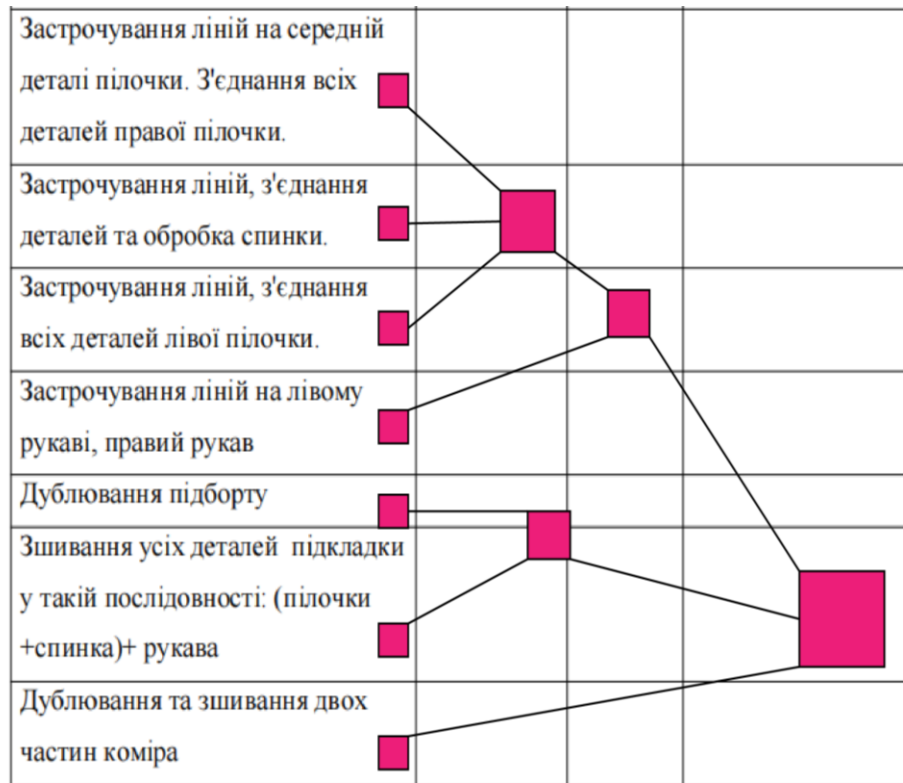 Застрочування ліній на середній
деталі пілочки. З'єднання всіх
деталей правої пілочки.
Застрочування ліній, з'єднання
деталей та обробка спинки.
Застрочування ліній, з'єднання
всіх деталей лівої пілочки.
Застрочування ліній на лівому
рукаві, правий рукав
Дублювання підборту
Зшивання усіх деталей підкладки
у такій послідовності: (пілочки
+спинка)+ рукава
Дублювання та зшивання двох
частин коміра